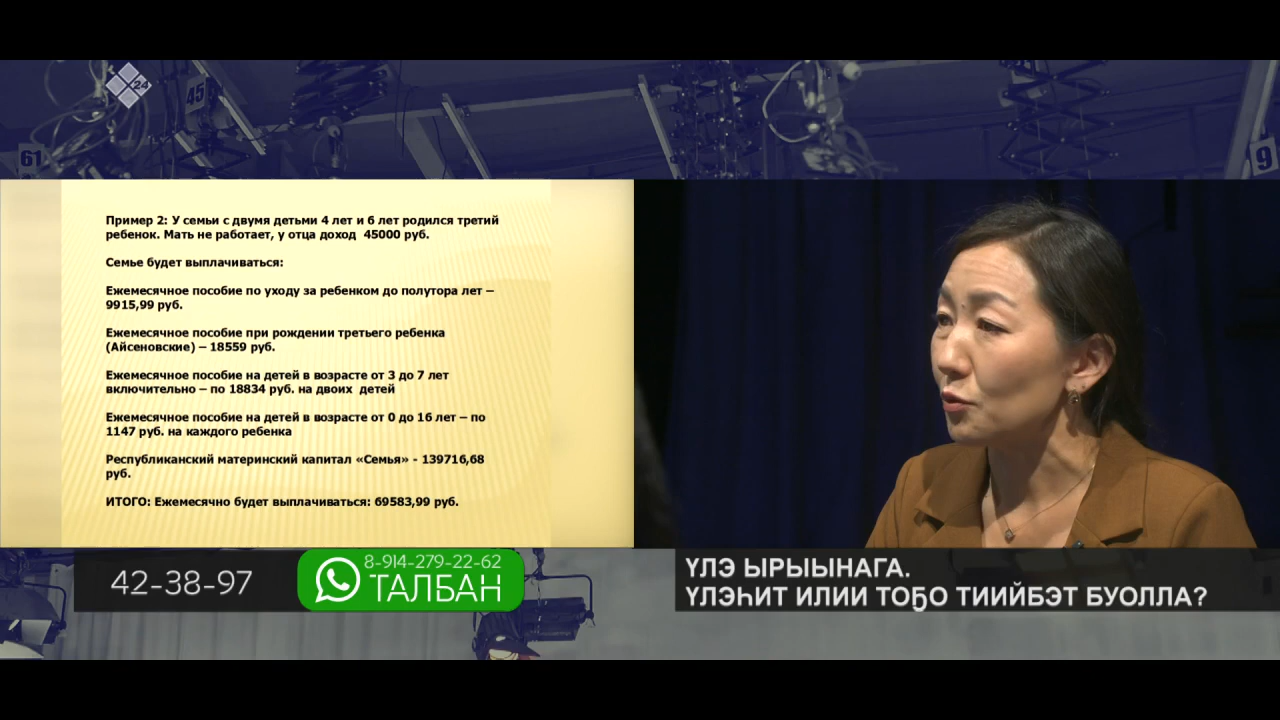 24
45
61
9
Пример 2: У семьи с двумя детьми 4 лет и 6 лет родился третий
ребенок. Мать не работает, у отца доход 45000 руб.
Семье будет выплачиваться:
Ежемесячное пособие по уходу за ребенком до полутора лет –
9915,99 руб.
Ежемесячное пособие при рождении третьего ребенка
(Айсеновские) – 18559 руб.
Ежемесячное пособие на детей в возрасте от 3 до 7 лет
включительно – по 18834 руб. на двоих детей
Ежемесячное пособие на детей в возрасте от 0 до 16 лет – по
1147 руб. на каждого ребенка
Республиканский материнский капитал «Семья» - 139716,68
руб.
ИТОГО: Ежемесячно будет выплачиваться: 69583,99 руб.
42-38-97
8-914-279-22-62
ТАЛБАН
ҮЛЭ ЫРЫЫНАГА.
ҮЛЭҺИТ ИЛИИ ТОҔО ТИИЙБЭТ БУОЛЛА?